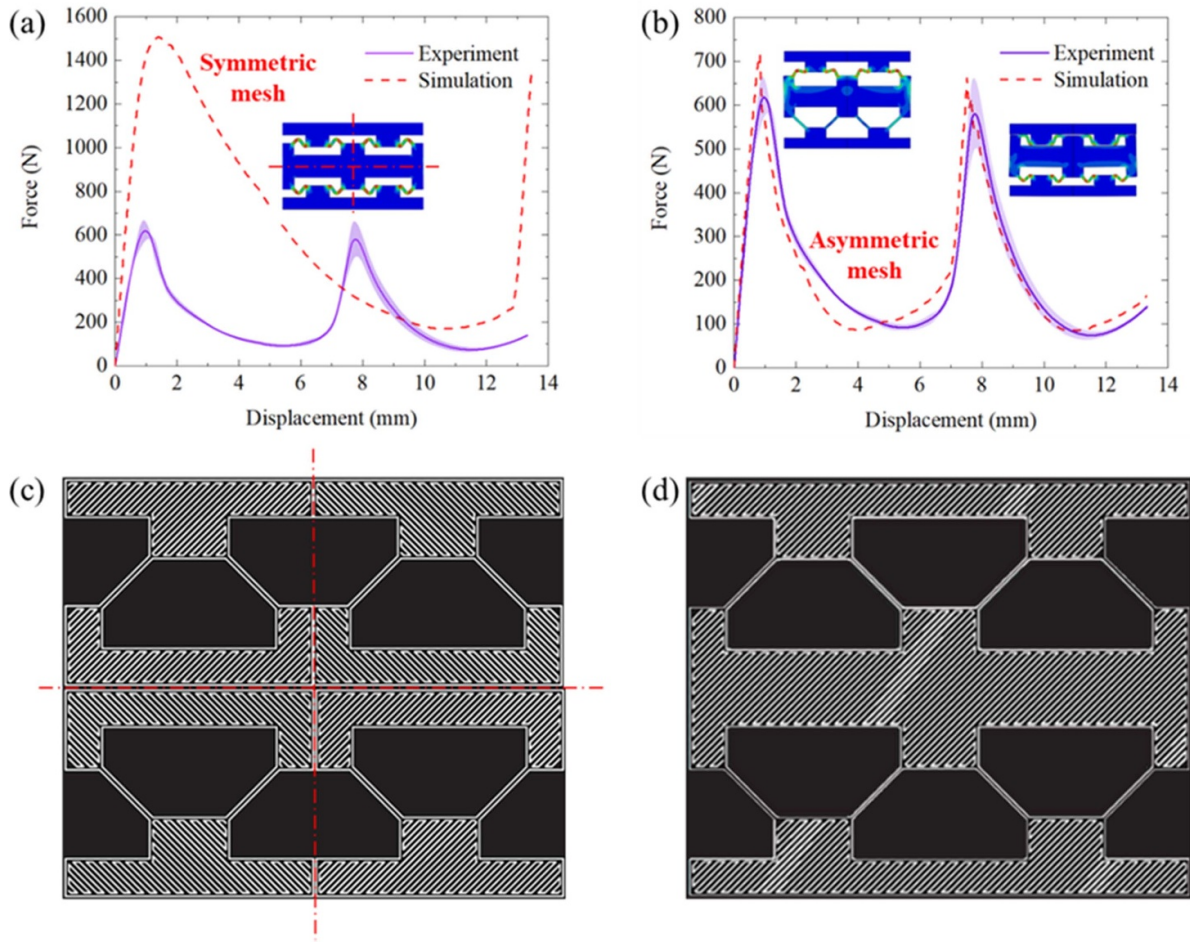 (a)
1600
1400
1200
1000
800
600
400
200
0
Force (N)
Symmetric
mesh
Experiment
Simulation
0 2 4 6 8 10 12 14
Displacement (mm)
(b)
800
700
600
500
400
300
200
100
0
Force (N)
Experiment
Simulation
Asymmetric
mesh
0 2 4 6 8 10 12 14
Displacement (mm)
(c)
(d)